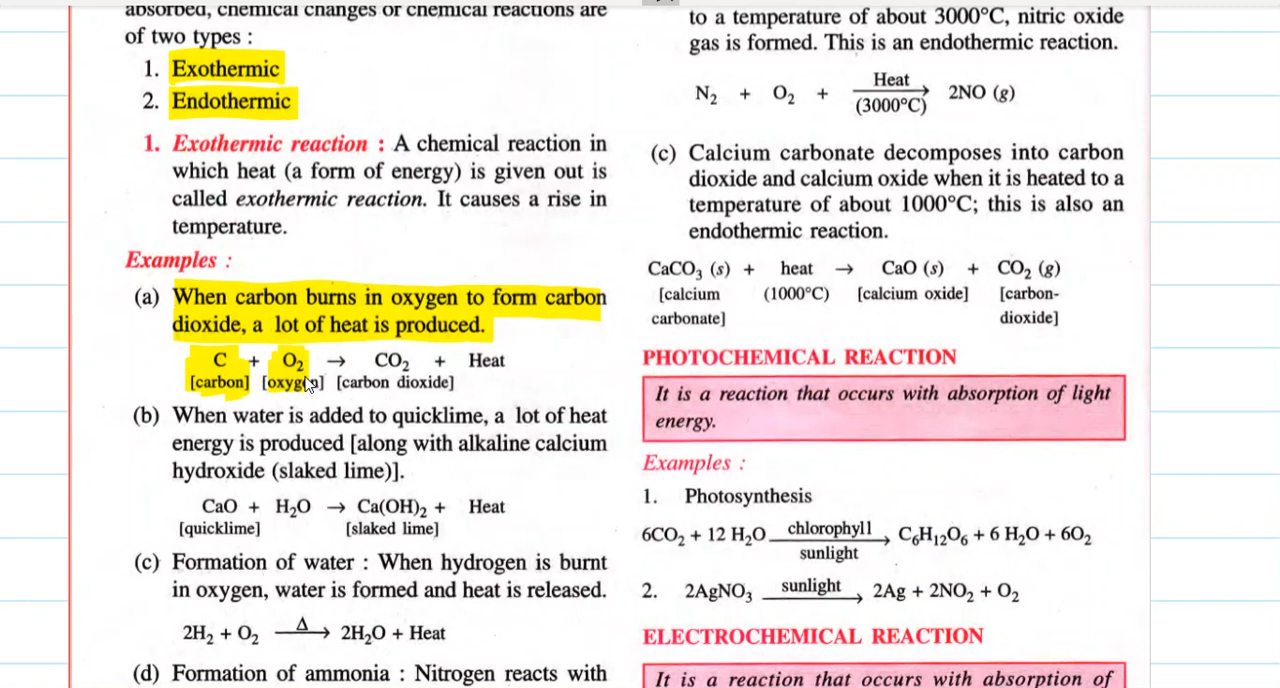 absorbed, chemical changes or chemical reactions are
of two types :
1. Exothermic
2. Endothermic
1. Exothermic reaction : A chemical reaction in
which heat (a form of energy) is given out is
called exothermic reaction. It causes a rise in
temperature.
Examples :
(a) When carbon burns in oxygen to form carbon
dioxide, a lot of heat is produced.
C + O₂ → CO₂ + Heat
[carbon] [oxygen] [carbon dioxide]
(b) When water is added to quicklime, a lot of heat
energy is produced [along with alkaline calcium
hydroxide (slaked lime)].
CaO + H₂O → Ca(OH)₂ + Heat
[quicklime] [slaked lime]
(c) Formation of water : When hydrogen is burnt
in oxygen, water is formed and heat is released.
2H₂ + O₂ —Δ→ 2H₂O + Heat
(d) Formation of ammonia : Nitrogen reacts with
to a temperature of about 3000°C, nitric oxide
gas is formed. This is an endothermic reaction.
Heat
N₂ + O₂ + → 2NO (g)
(3000°C)
(c) Calcium carbonate decomposes into carbon
dioxide and calcium oxide when it is heated to a
temperature of about 1000°C; this is also an
endothermic reaction.
CaCO₃ (s) + heat → CaO (s) + CO₂ (g)
[calcium (1000°C) [calcium oxide] [carbon-
carbonate] dioxide]
PHOTOCHEMICAL REACTION
It is a reaction that occurs with absorption of light
energy.
Examples :
1. Photosynthesis
chlorophyll
6CO₂ + 12 H₂O → C₆H₁₂O₆ + 6 H₂O + 6O₂
sunlight
2. 2AgNO₃ —sunlight→ 2Ag + 2NO₂ + O₂
ELECTROCHEMICAL REACTION
It is a reaction that occurs with absorption of